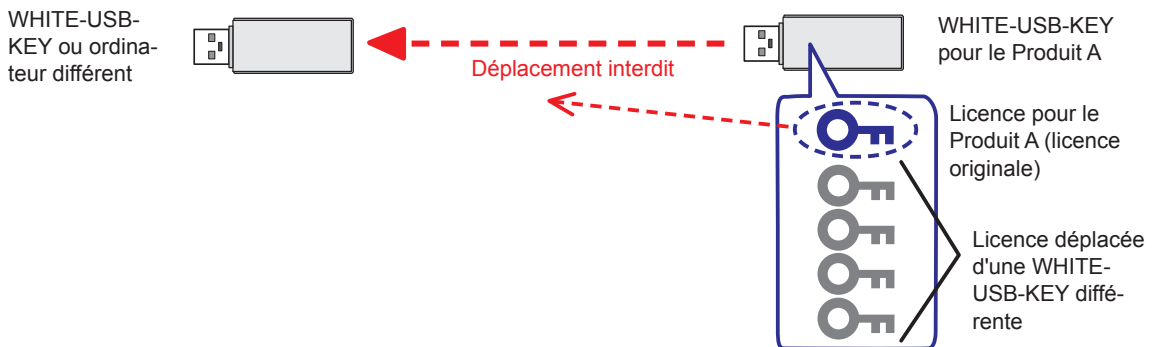 WHITE-USB-
KEY ou ordina-
teur différent
Déplacement interdit
WHITE-USB-KEY
pour le Produit A
Licence pour le
Produit A (licence
originale)
Licence déplacée
d'une WHITE-
USB-KEY diffé-
rente